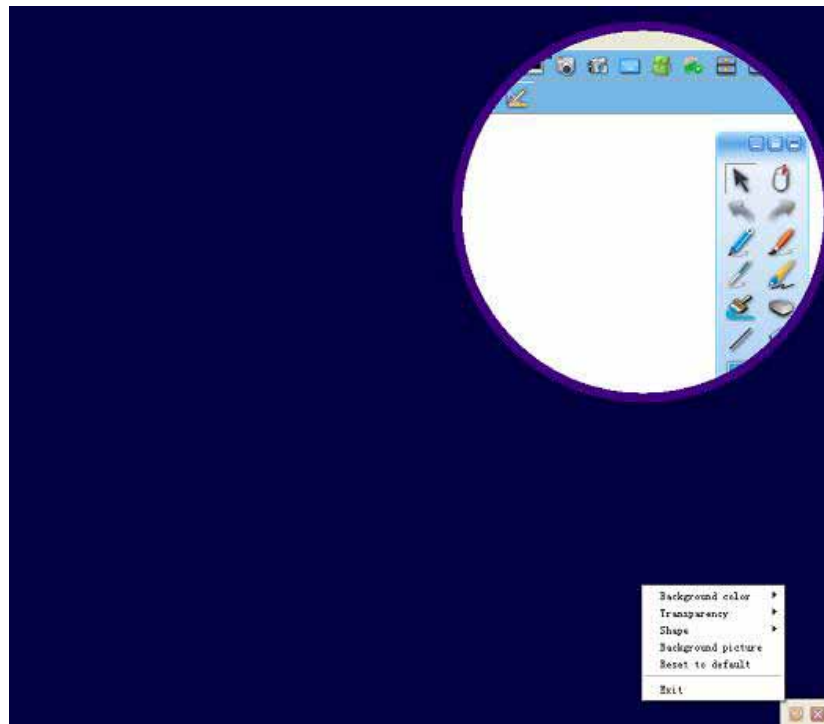 Background color
Transparency
Shape
Background picture
Reset to default
Exit